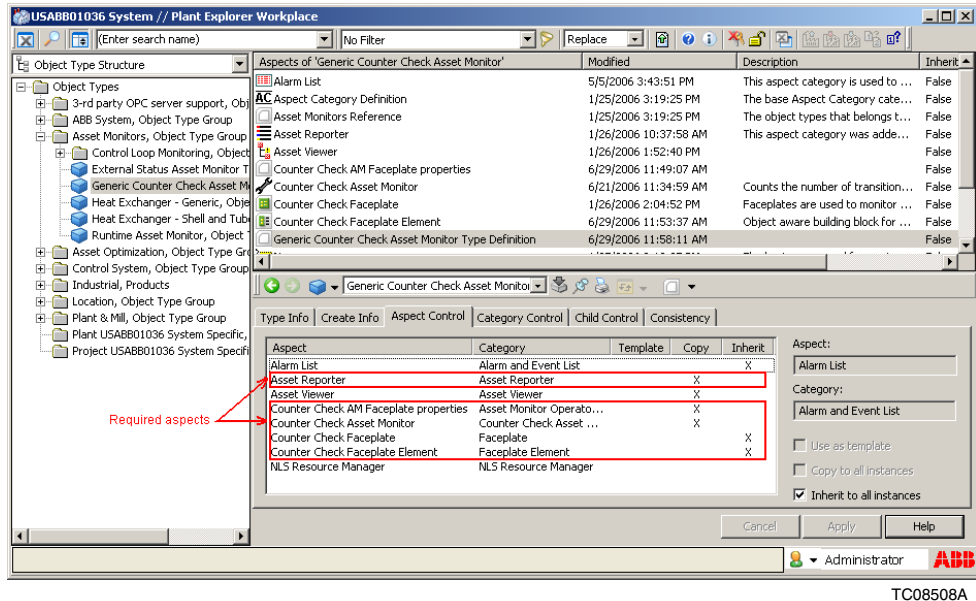 USABB01036 System // Plant Explorer Workplace
(Enter search name)
No Filter
Replace
Object Type Structure
Object Types
3-rd party OPC server support, Obj
ABB System, Object Type Group
Asset Monitors, Object Type Group
Control Loop Monitoring, Object
External Status Asset Monitor T
Generic Counter Check Asset M
Heat Exchanger - Generic, Obje
Heat Exchanger - Shell and Tub
Runtime Asset Monitor, Object
Asset Optimization, Object Type Gr
Control System, Object Type Group
Industrial, Products
Location, Object Type Group
Plant & Mill, Object Type Group
Plant USABB01036 System Specific,
Project USABB01036 System Specifi
Aspects of 'Generic Counter Check Asset Monitor' Modified Description Inherit
Alarm List 5/5/2006 3:43:51 PM This aspect category is used to ... False
Aspect Category Definition 1/25/2006 3:19:25 PM The base Aspect Category cate... False
Asset Monitors Reference 1/25/2006 3:19:25 PM The object types that belongs t... False
Asset Reporter 1/26/2006 10:37:58 AM This aspect category was adde... False
Asset Viewer 1/26/2006 1:52:40 PM False
Counter Check AM Faceplate properties 6/29/2006 11:49:07 AM False
Counter Check Asset Monitor 6/21/2006 11:34:59 AM Counts the number of transition... False
Counter Check Faceplate 1/26/2006 2:04:52 PM Faceplates are used to monitor ... False
Counter Check Faceplate Element 6/29/2006 11:53:37 AM Object aware building block for ... False
Generic Counter Check Asset Monitor Type Definition 6/29/2006 11:58:11 AM False
Generic Counter Check Asset Monitor
Type Info Create Info Aspect Control Category Control Child Control Consistency
Aspect Category Template Copy Inherit
Alarm List Alarm and Event List X
Asset Reporter Asset Reporter X
Asset Viewer Asset Viewer X
Counter Check AM Faceplate properties Asset Monitor Operato... X
Counter Check Asset Monitor Counter Check Asset ... X
Counter Check Faceplate Faceplate X
Counter Check Faceplate Element Faceplate Element X
NLS Resource Manager NLS Resource Manager
Required aspects
Aspect:
Alarm List
Category:
Alarm and Event List
Use as template
Copy to all instances
Inherit to all instances
Cancel Apply Help
Administrator ABB
TC08508A